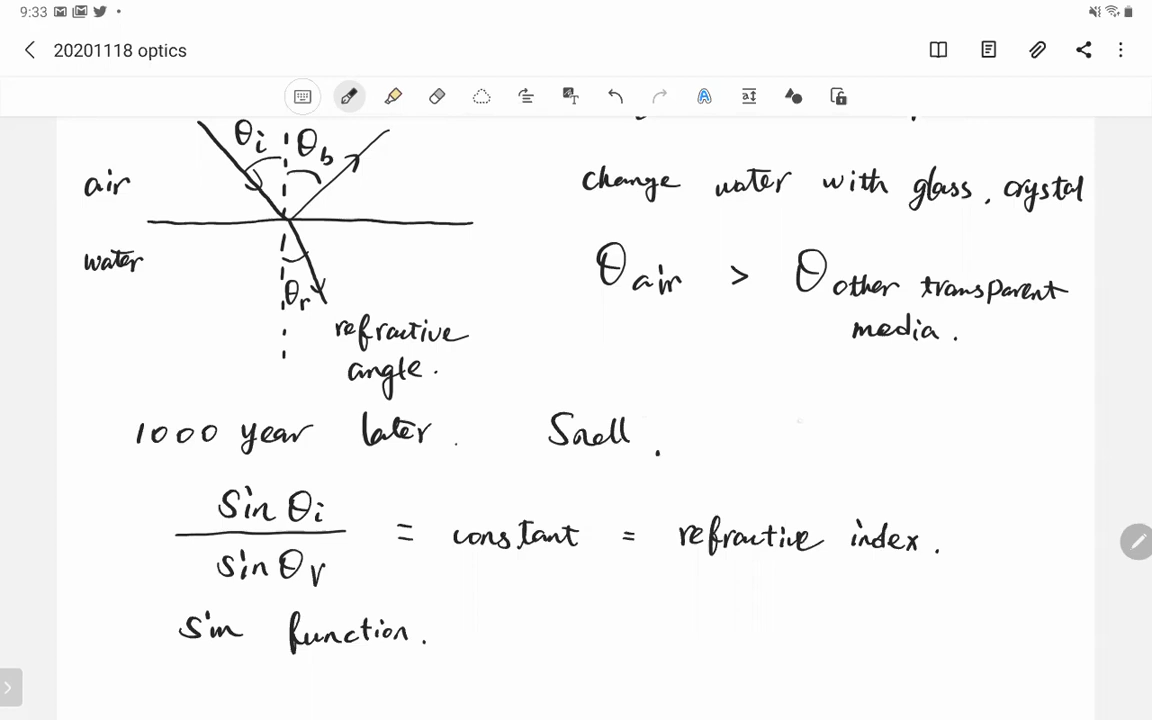 9:33
20201118 optics
θi θb
air
change water with glass, crystal
water
θair > θother transparent media.
θr
refractive
angle.
1000 year later. Snell.
sin θi / sin θr = constant = refractive index.
sin function.